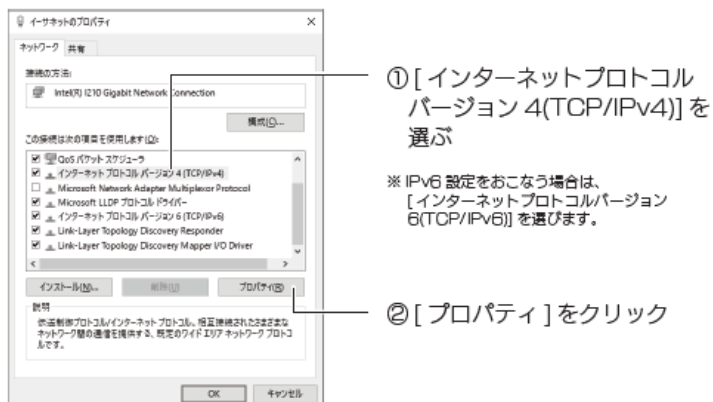 イーサネットのプロパティ
ネットワーク 共有
接続の方法:
Intel(R) I210 Gigabit Network Connection
構成(C)...
この接続は次の項目を使用します(O):
QoS パケット スケジューラ
インターネット プロトコル バージョン 4 (TCP/IPv4)
Microsoft Network Adapter Multiplexor Protocol
Microsoft LLDP プロトコル ドライバー
インターネット プロトコル バージョン 6 (TCP/IPv6)
Link-Layer Topology Discovery Responder
Link-Layer Topology Discovery Mapper I/O Driver
インストール(N)... 削除(U) プロパティ(R)
説明
伝送制御プロトコル/インターネット プロトコル。相互接続されたさまざまな
ネットワーク間の通信を提供する、既定のワイド エリア ネットワーク プロトコ
ルです。
OK キャンセル
① [ インターネットプロトコル
バージョン 4(TCP/IPv4)] を
選ぶ
※ IPv6 設定をおこなう場合は、
[ インターネットプロトコルバージョン
6(TCP/IPv6)] を選びます。
② [ プロパティ ] をクリック